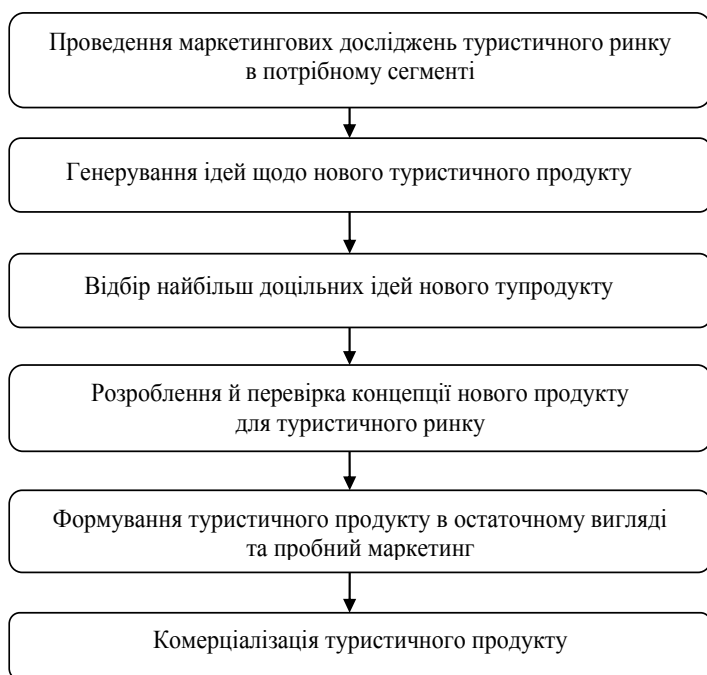 Проведення маркетингових досліджень туристичного ринку
в потрібному сегменті
Генерування ідей щодо нового туристичного продукту
Відбір найбільш доцільних ідей нового тупродукту
Розроблення й перевірка концепції нового продукту
для туристичного ринку
Формування туристичного продукту в остаточному вигляді
та пробний маркетинг
Комерціалізація туристичного продукту